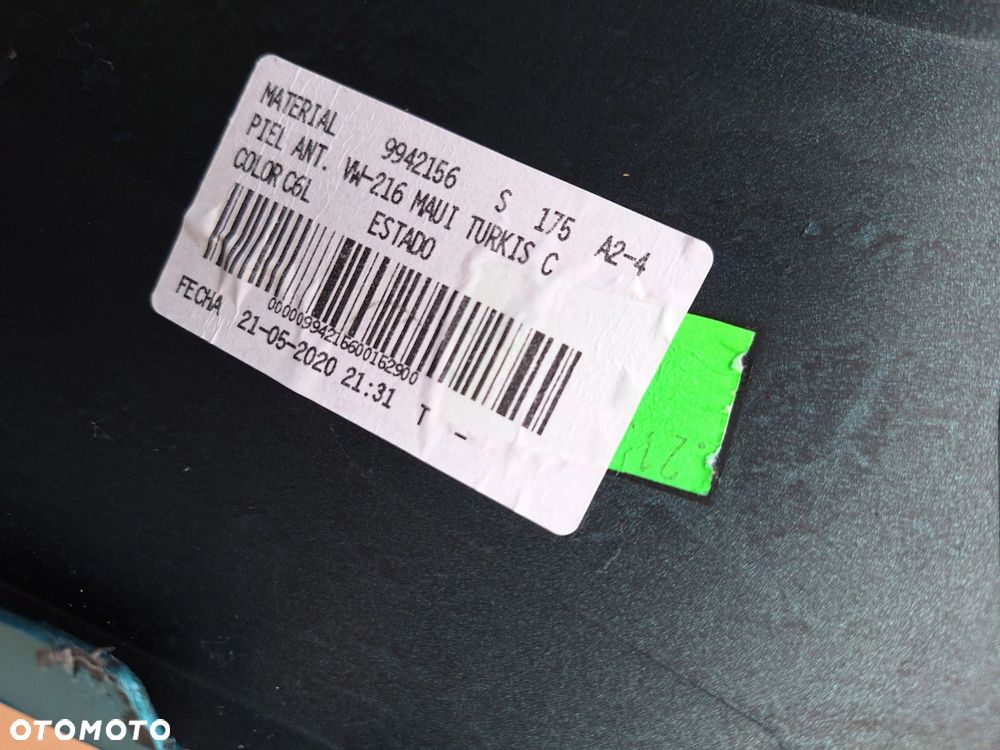 MATERIAL 9942156 S 175 A2-4
PIEL ANT. VW-216 MAUI TURKIS C
COLOR C6L ESTADO
00000994215600162900
FECHA 21-05-2020 21:31 T -
OTOMOTO